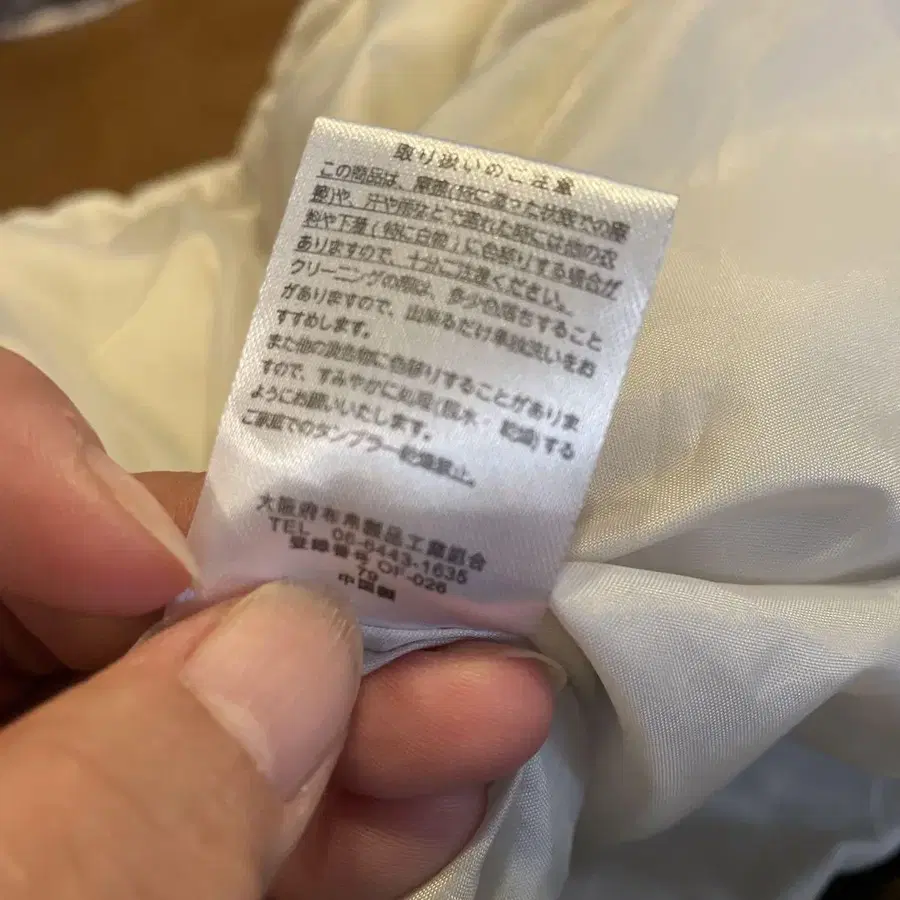 取り扱いのご注意
この商品は、摩擦(特に湿った状態での摩
擦)や、汗や雨などで濡れた時には他の衣
料や下着(特に白物)に色移りする場合が
ありますので、十分ご注意ください。
クリーニングの際は、多少色落ちすること
がありますので、出来るだけ単独洗いをお
すすめします。
また他の混合物に色移りすることがありま
すので、すみやかに処理(脱水・乾燥)する
ようにお願いいたします。
ご家庭でのタンブラー乾燥禁止。
大阪府布帛製品工業組合
TEL 06-6443-1635
登録番号OF-026
79
中国製